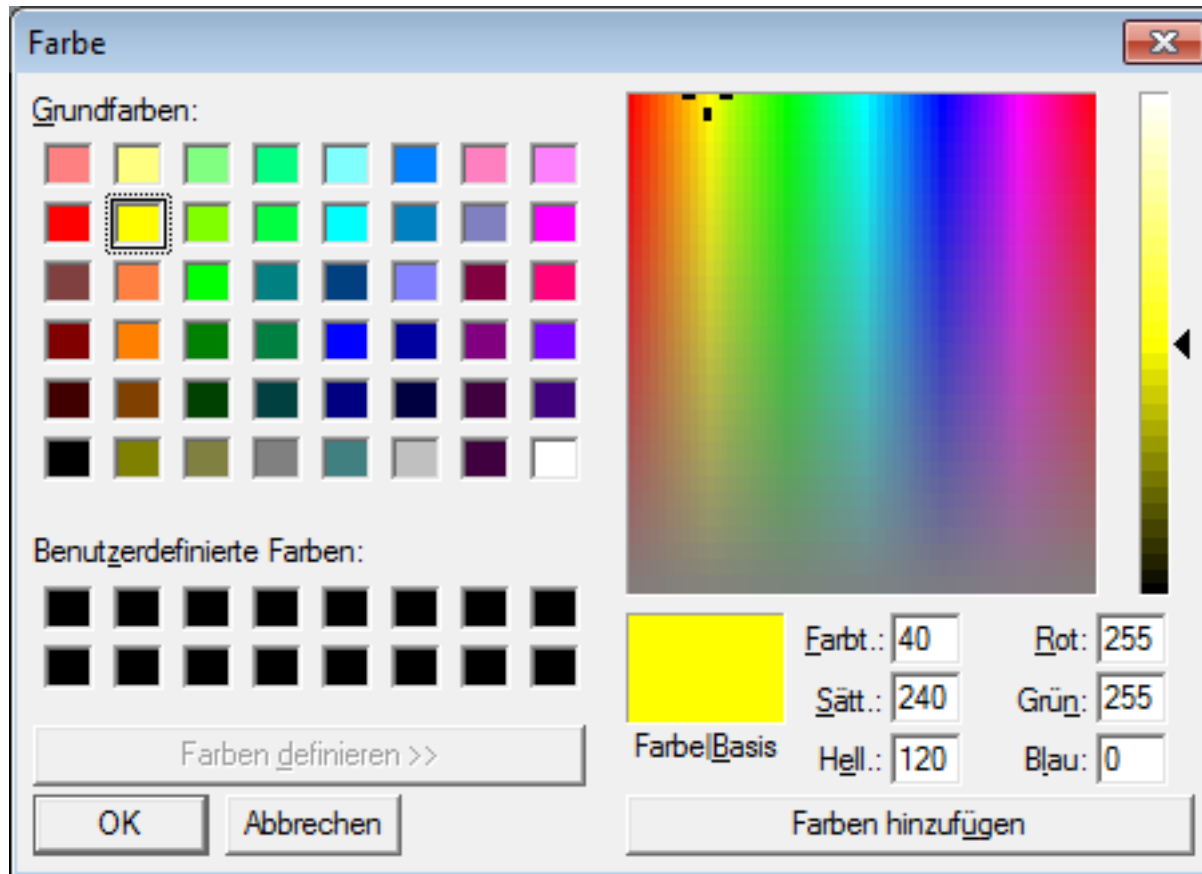 Farbe
Grundfarben:
Benutzerdefinierte Farben:
Farben definieren >>
OK
Abbrechen
Farbe|Basis
Farbt.: 40
Sätt.: 240
Hell.: 120
Rot: 255
Grün: 255
Blau: 0
Farben hinzufügen